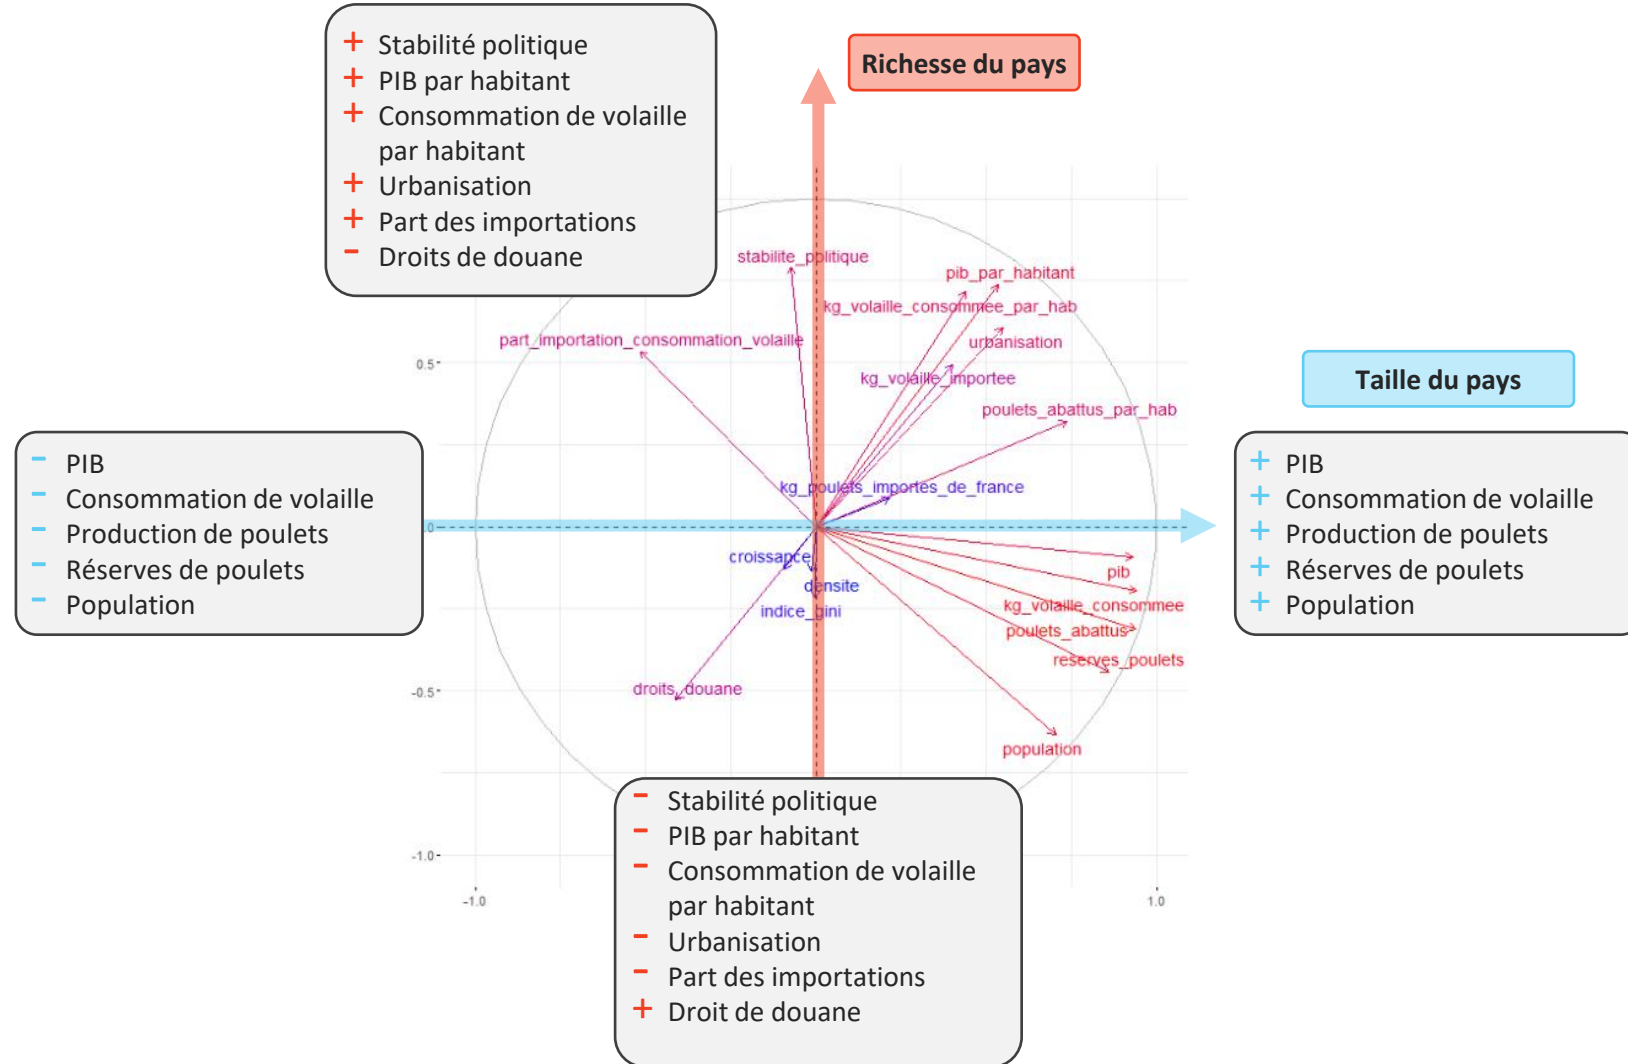 + Stabilité politique
+ PIB par habitant
+ Consommation de volaille
par habitant
+ Urbanisation
+ Part des importations
- Droits de douane
Richesse du pays
stabilite_politique
pib_par_habitant
kg_volaille_consommee_par_hab
part_importation_consommation_volaille
urbanisation
0.5
kg_volaille_importée
Taille du pays
poulets_abattus_par_hab
- PIB
- Consommation de volaille
- Production de poulets
- Réserves de poulets
- Population
kg_poulets_importes_de_france
0
+ PIB
+ Consommation de volaille
+ Production de poulets
+ Réserves de poulets
+ Population
croissance
densite
indice_gini
pib
kg_volaille_consommee
poulets_abattus
reserves_poulets
droits_douane
-0.5
population
- Stabilité politique
- PIB par habitant
- Consommation de volaille
par habitant
- Urbanisation
- Part des importations
+ Droit de douane
-1.0
-1.0
1.0